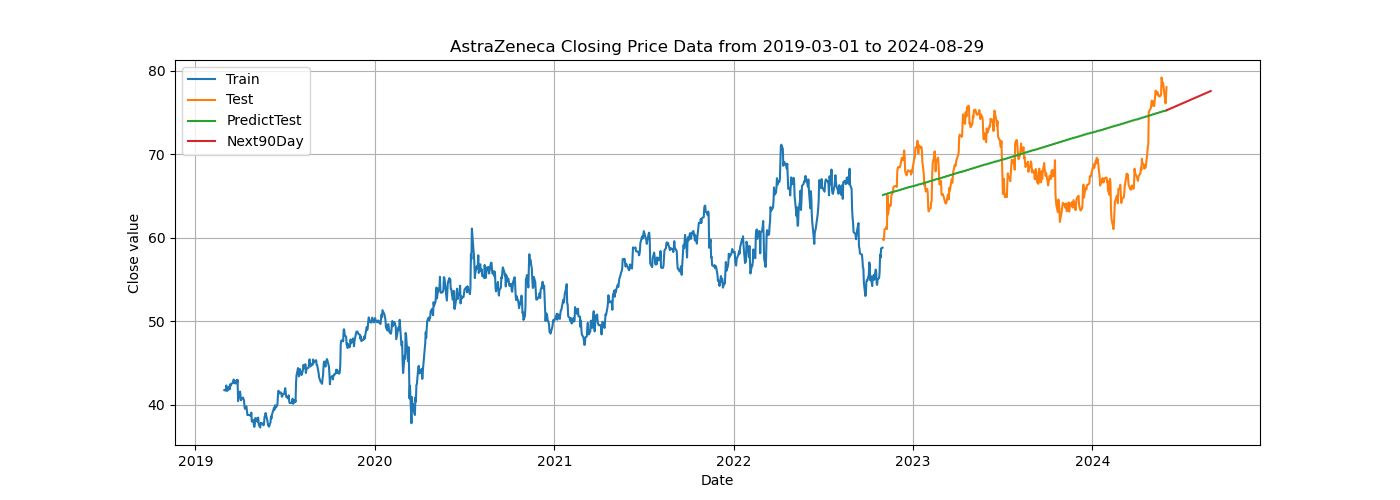 AstraZeneca Closing Price Data from 2019-03-01 to 2024-08-29
Train
Test
PredictTest
Next90Day
Close value
80
70
60
50
40
2019 2020 2021 2022 2023 2024
Date